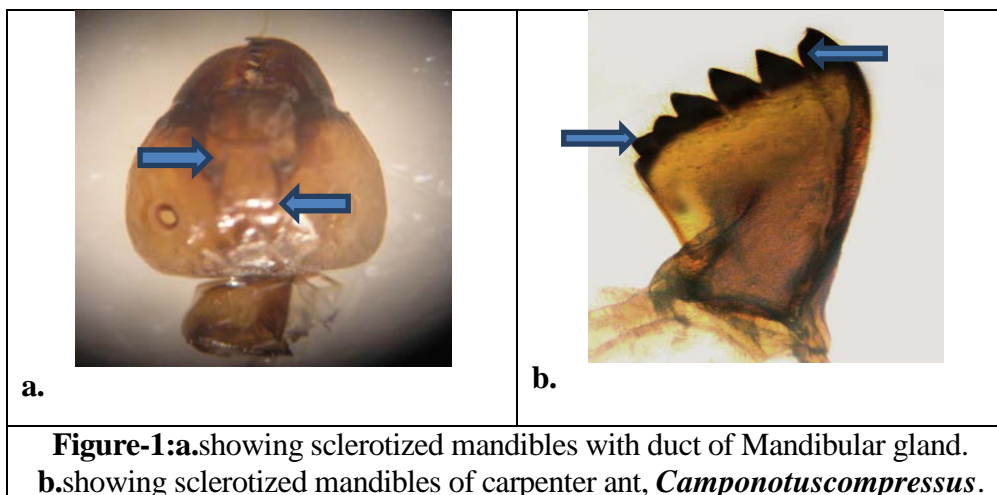 a.
b.
Figure-1:a.showing sclerotized mandibles with duct of Mandibular gland.
b.showing sclerotized mandibles of carpenter ant, Camponotuscompressus.